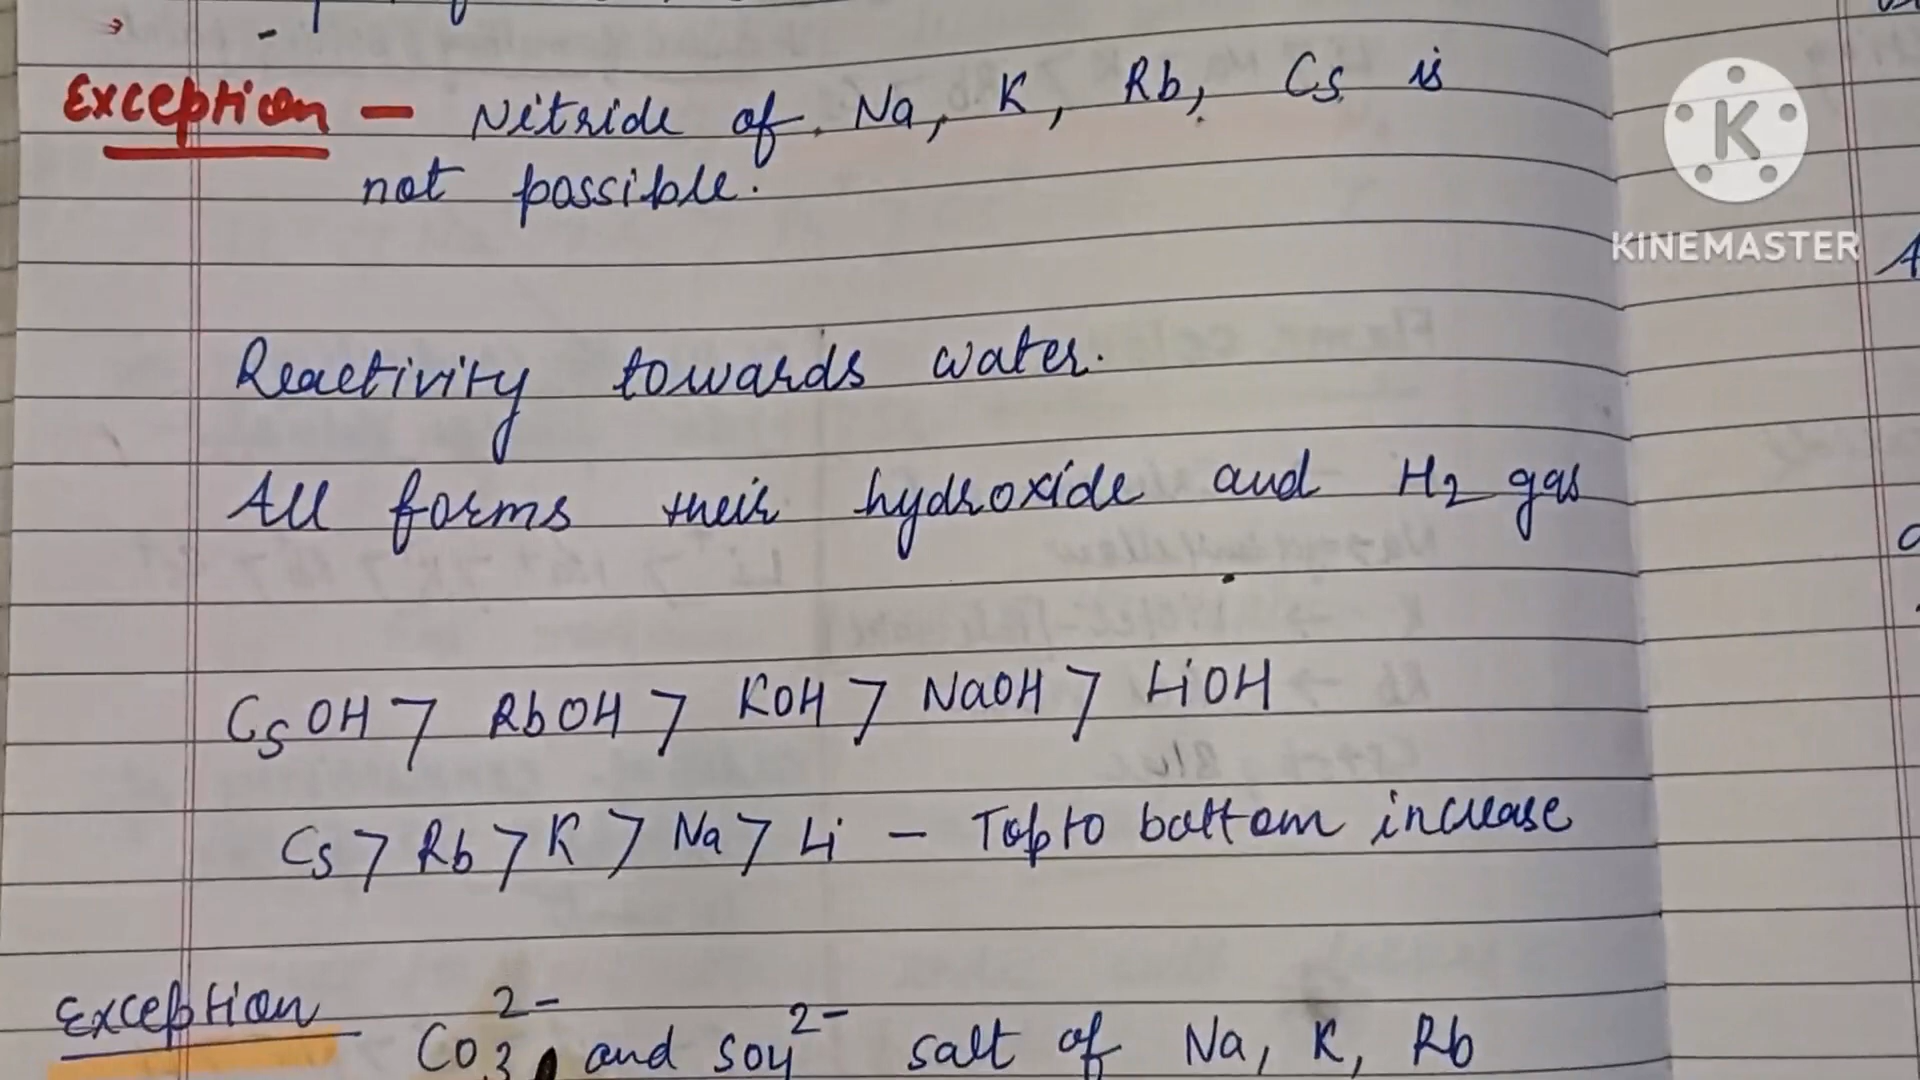 Exception - Nitride of Na, K, Rb, Cs is
not possible.
K
KINEMASTER
Reactivity towards water.
All forms their hydroxide and H2 gas
CsOH > RbOH > KOH > NaOH > LiOH
Cs > Rb > K > Na > Li - Top to bottom increase
Exception CO3 2- and SO4 2- salt of Na, K, Rb